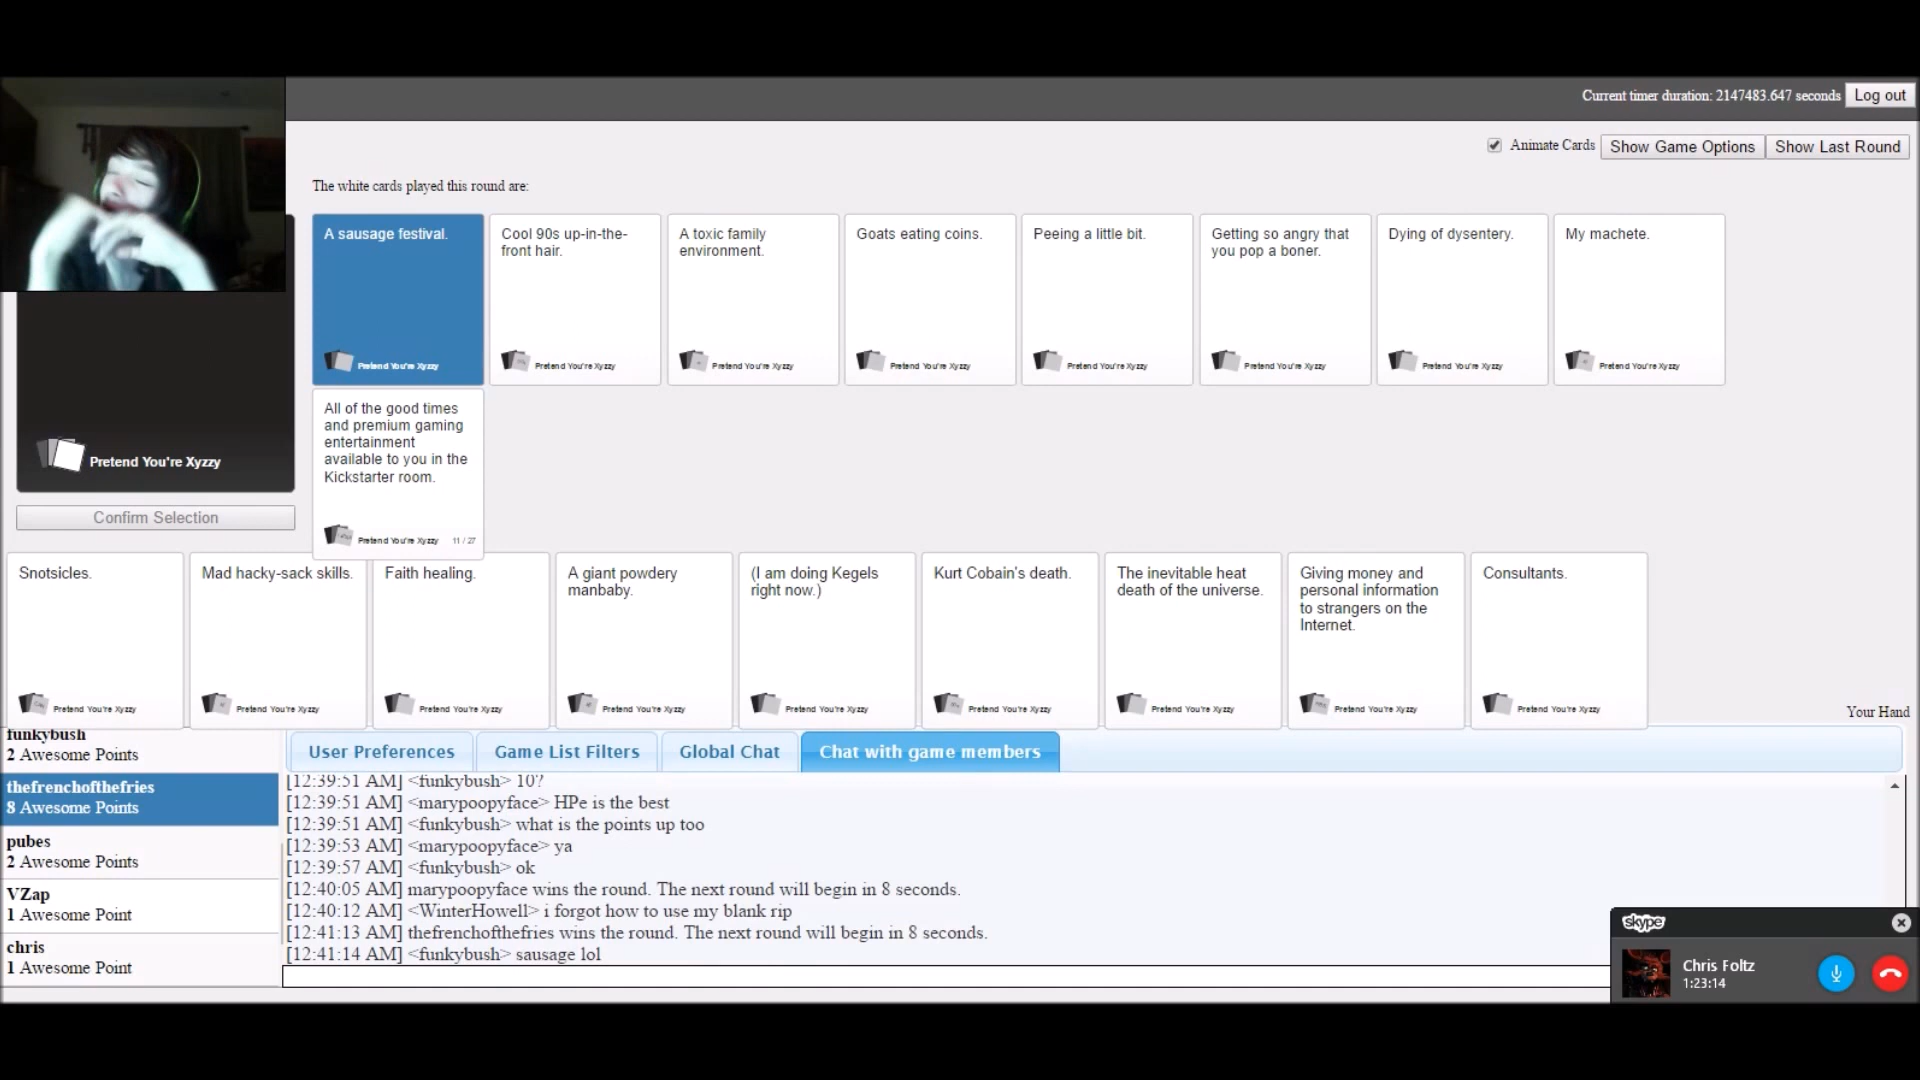 Current timer duration: 2147483.647 seconds
Log out
Animate Cards
Show Game Options
Show Last Round
The white cards played this round are:
A sausage festival.
Pretend You're Xyzzy
Cool 90s up-in-the-
front hair.
Pretend You're Xyzzy
A toxic family
environment.
Pretend You're Xyzzy
Goats eating coins.
Pretend You're Xyzzy
Peeing a little bit.
Pretend You're Xyzzy
Getting so angry that
you pop a boner.
Pretend You're Xyzzy
Dying of dysentery.
Pretend You're Xyzzy
My machete.
Pretend You're Xyzzy
All of the good times
and premium gaming
entertainment
available to you in the
Kickstarter room.
Pretend You're Xyzzy
11 / 27
Pretend You're Xyzzy
Confirm Selection
Snotsicles.
Pretend You're Xyzzy
Mad hacky-sack skills.
Pretend You're Xyzzy
Faith healing.
Pretend You're Xyzzy
A giant powdery
manbaby.
Pretend You're Xyzzy
(I am doing Kegels
right now.)
Pretend You're Xyzzy
Kurt Cobain's death.
Pretend You're Xyzzy
The inevitable heat
death of the universe.
Pretend You're Xyzzy
Giving money and
personal information
to strangers on the
Internet.
Pretend You're Xyzzy
Consultants.
Pretend You're Xyzzy
Your Hand
funkybush
2 Awesome Points
thefrenchofthefries
8 Awesome Points
pubes
2 Awesome Points
VZap
1 Awesome Point
chris
1 Awesome Point
User Preferences
Game List Filters
Global Chat
Chat with game members
[12:39:51 AM] <funkybush> 10?
[12:39:51 AM] <marypoopyface> HPe is the best
[12:39:51 AM] <funkybush> what is the points up too
[12:39:53 AM] <marypoopyface> ya
[12:39:57 AM] <funkybush> ok
[12:40:05 AM] marypoopyface wins the round. The next round will begin in 8 seconds.
[12:40:12 AM] <WinterHowell> i forgot how to use my blank rip
[12:41:13 AM] thefrenchofthefries wins the round. The next round will begin in 8 seconds.
[12:41:14 AM] <funkybush> sausage lol
skype
Chris Foltz
1:23:14